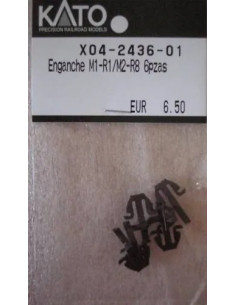 KATO
PRECISION RAILROAD MODELS
X04-2436-01
Enganche M1-R1/M2-R8 6pzas
EUR 6.50